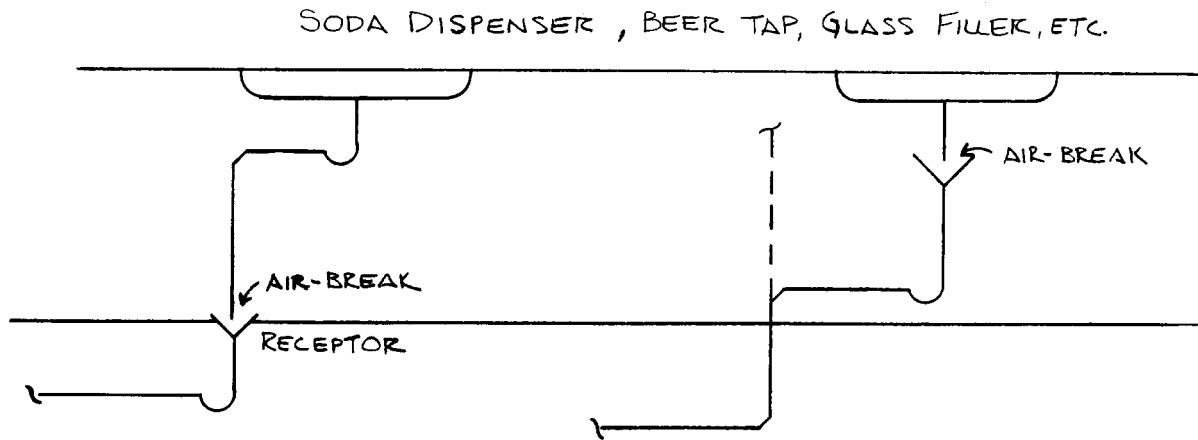 SODA DISPENSER, BEER TAP, GLASS FILLER, ETC.
AIR-BREAK
AIR-BREAK
RECEPTOR